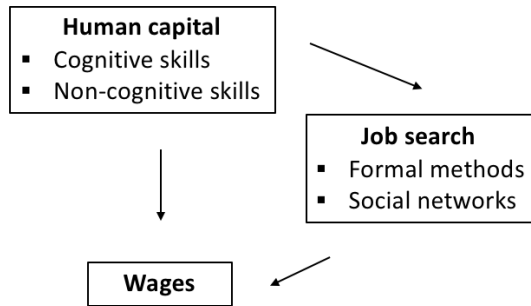 Human capital
▪ Cognitive skills
▪ Non-cognitive skills
Job search
▪ Formal methods
▪ Social networks
Wages